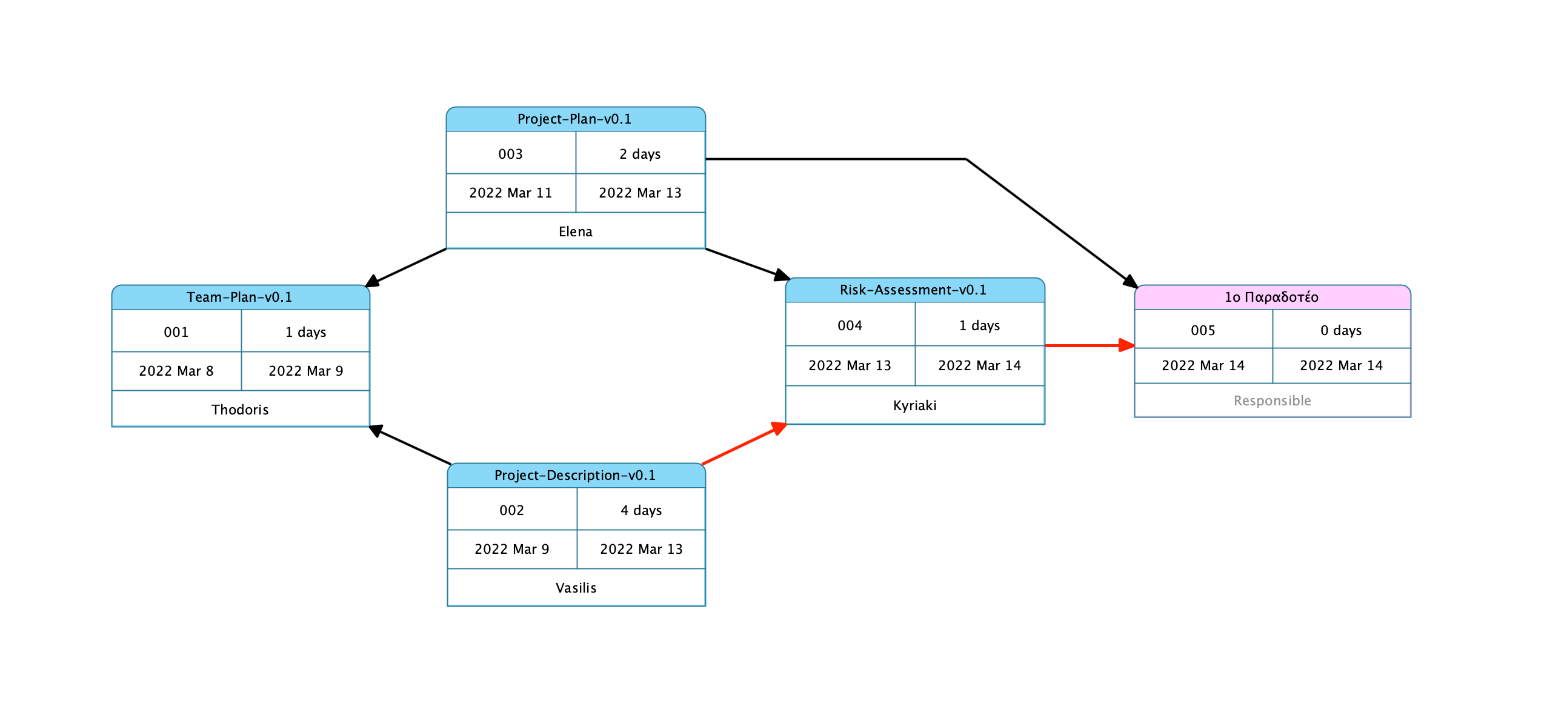 Project-Plan-v0.1
003
2 days
2022 Mar 11
2022 Mar 13
Elena
Team-Plan-v0.1
001
1 days
2022 Mar 8
2022 Mar 9
Thodoris
Risk-Assessment-v0.1
004
1 days
2022 Mar 13
2022 Mar 14
Kyriaki
1ο Παραδοτέο
005
0 days
2022 Mar 14
2022 Mar 14
Responsible
Project-Description-v0.1
002
4 days
2022 Mar 9
2022 Mar 13
Vasilis